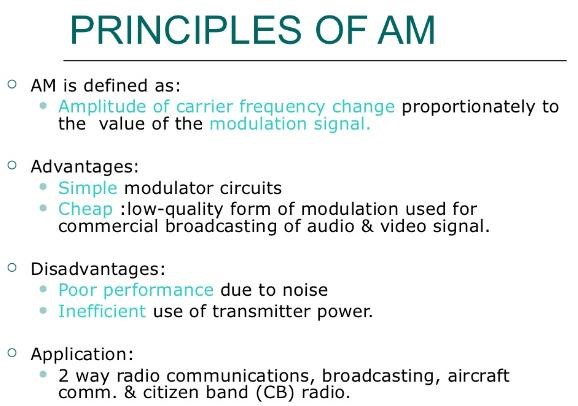 PRINCIPLES OF AM
AM is defined as:
Amplitude of carrier frequency change proportionately to
the value of the modulation signal.
Advantages:
Simple modulator circuits
Cheap :low-quality form of modulation used for
commercial broadcasting of audio & video signal.
Disadvantages:
Poor performance due to noise
Inefficient use of transmitter power.
Application:
2 way radio communications, broadcasting, aircraft
comm. & citizen band (CB) radio.